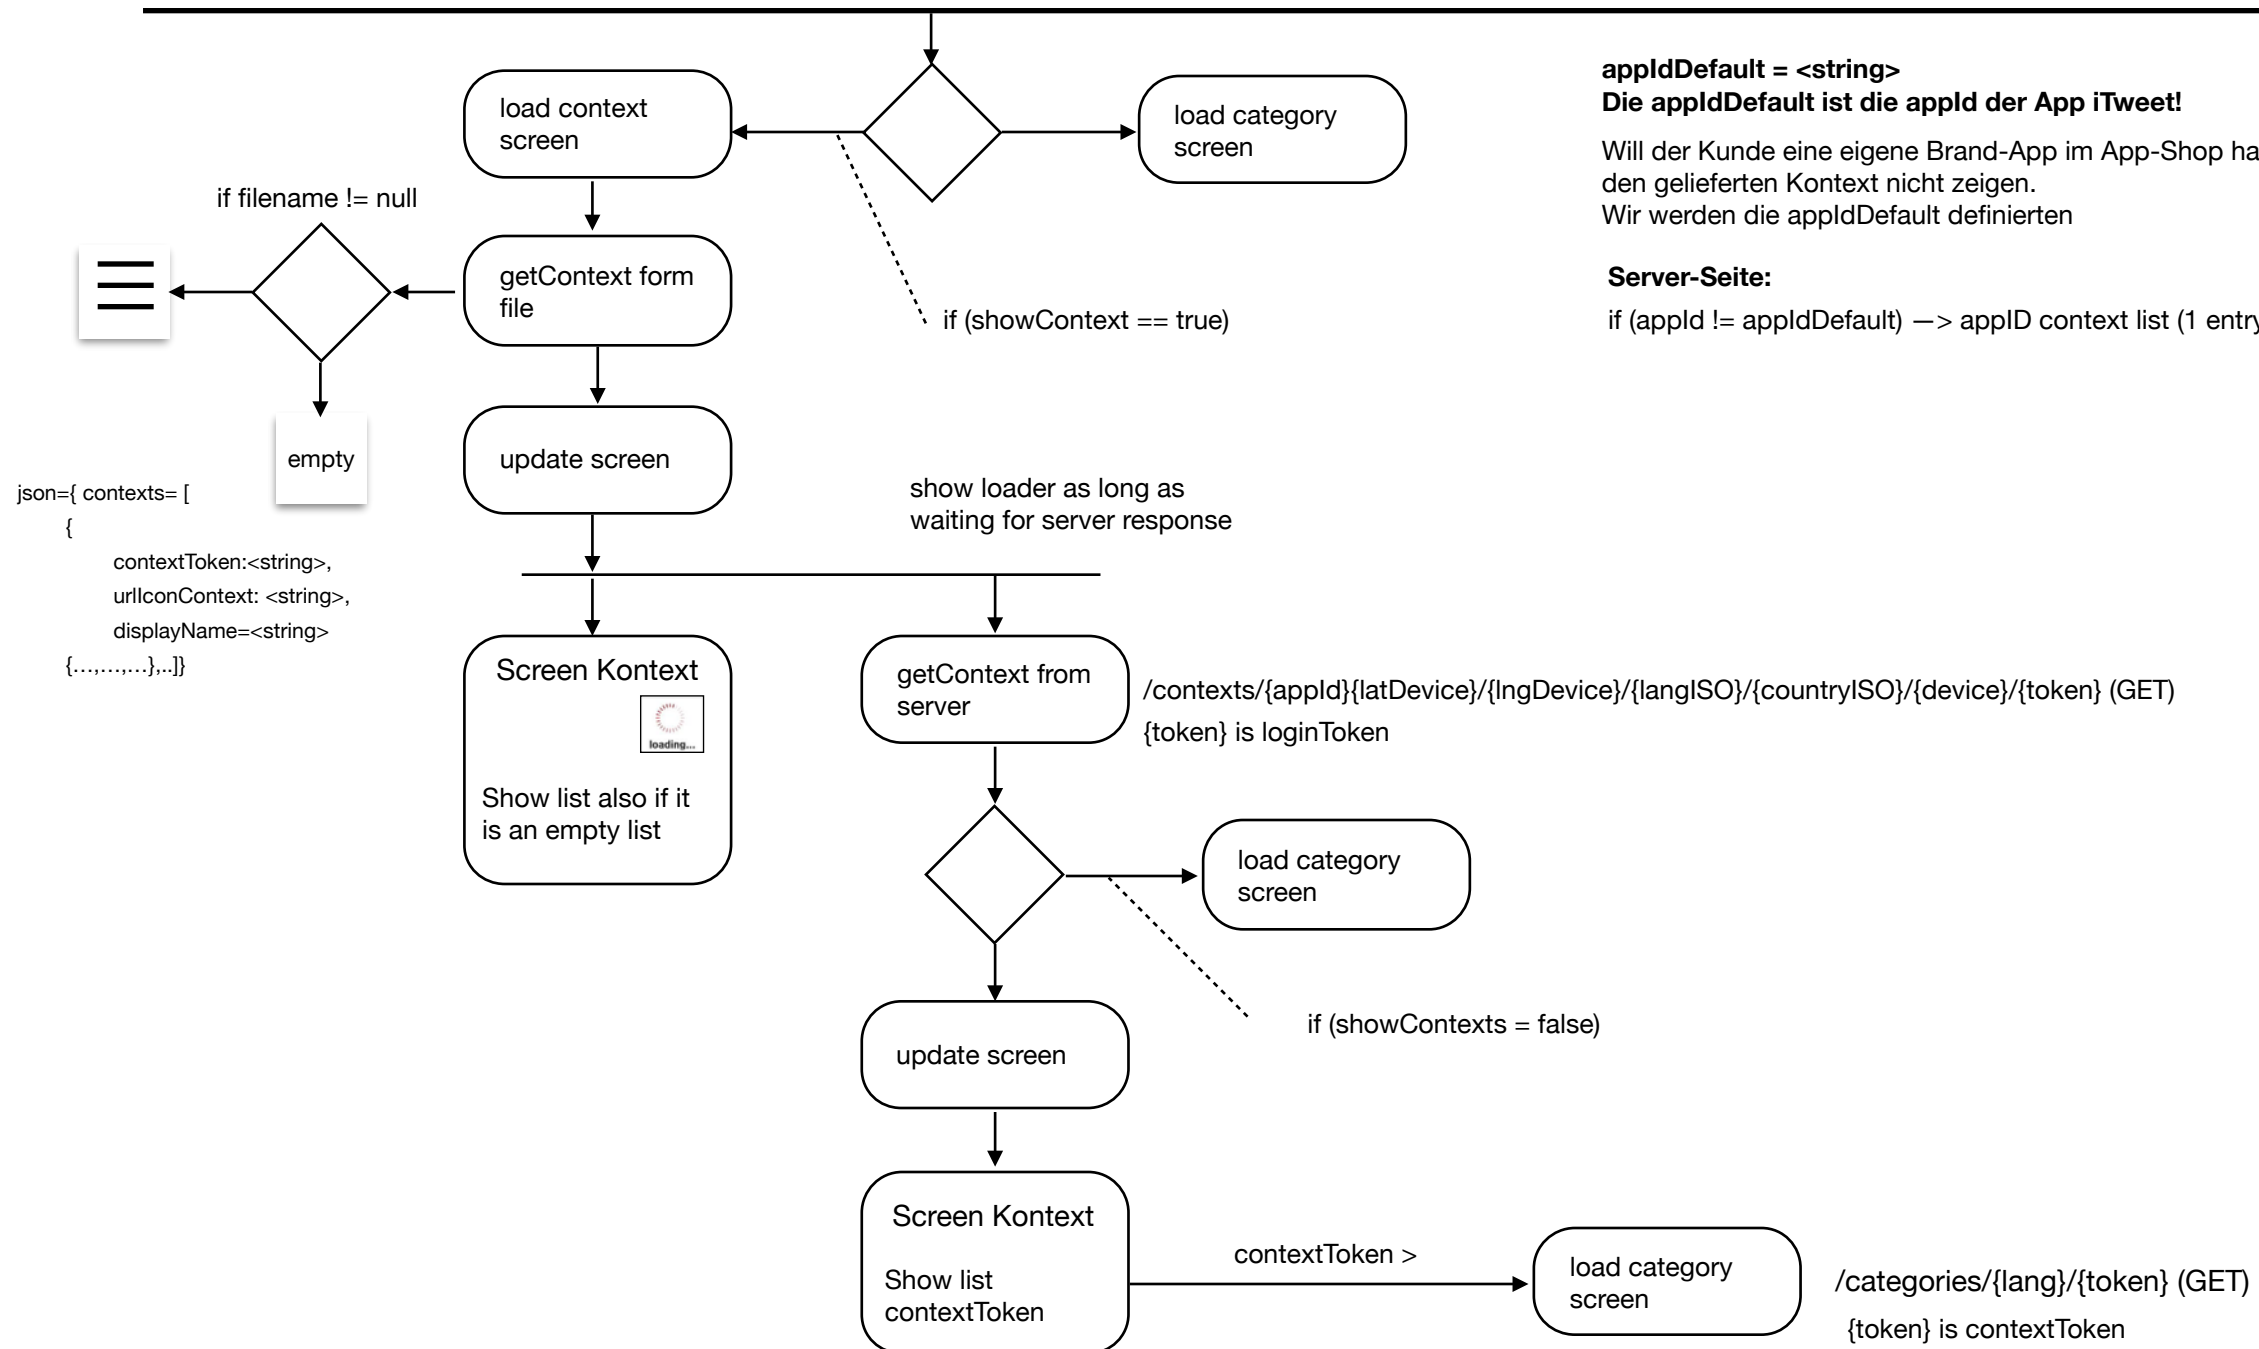 appIdDefault = <string>
Die appIdDefault ist die appId der App iTweet!
Will der Kunde eine eigene Brand-App im App-Shop ha
den gelieferten Kontext nicht zeigen.
Wir werden die appIdDefault definierten
Server-Seite:
if (appId != appIdDefault) —> appID context list (1 entry
load context
screen
load category
screen
if filename != null
getContext form
file
if (showContext == true)
empty
update screen
json={ contexts= [
{
contextToken:<string>,
urlIconContext: <string>,
displayName=<string>
{…,…,…},..]}
show loader as long as
waiting for server response
Screen Kontext
loading...
Show list also if it
is an empty list
getContext from
server
/contexts/{appId}{latDevice}/{lngDevice}/{langISO}/{countryISO}/{device}/{token} (GET)
{token} is loginToken
load category
screen
if (showContexts = false)
update screen
Screen Kontext
Show list
contextToken
contextToken >
load category
screen
/categories/{lang}/{token} (GET)
{token} is contextToken